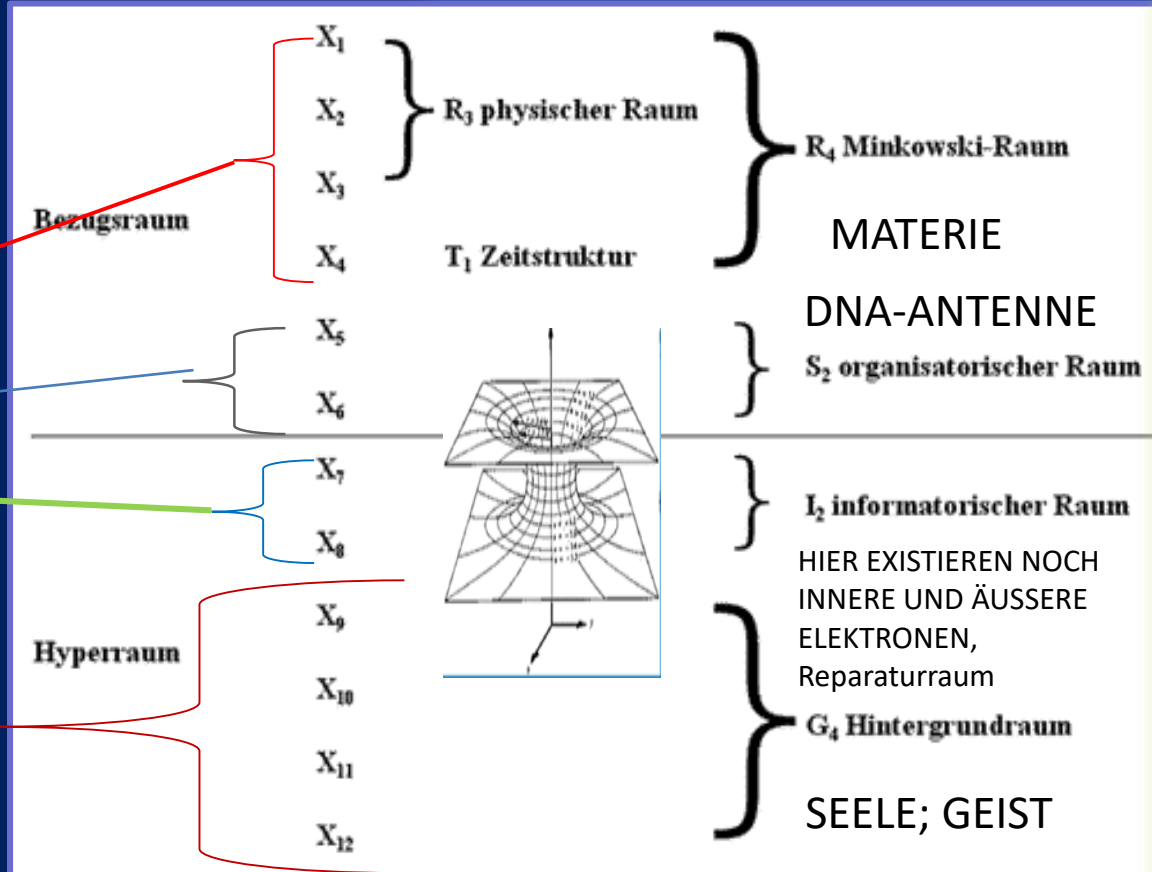 X₁
X₂
R₃ physischer Raum
R₄ Minkowski-Raum
X₃
Bezugsraum
MATERIE
X₄
T₁ Zeitstruktur
DNA-ANTENNE
X₅
S₂ organisatorischer Raum
X₆
X₇
I₂ informatorischer Raum
X₈
HIER EXISTIEREN NOCH
INNERE UND ÄUSSERE
ELEKTRONEN,
Reparaturraum
X₉
Hyperraum
X₁₀
G₄ Hintergrundraum
X₁₁
SEELE; GEIST
X₁₂